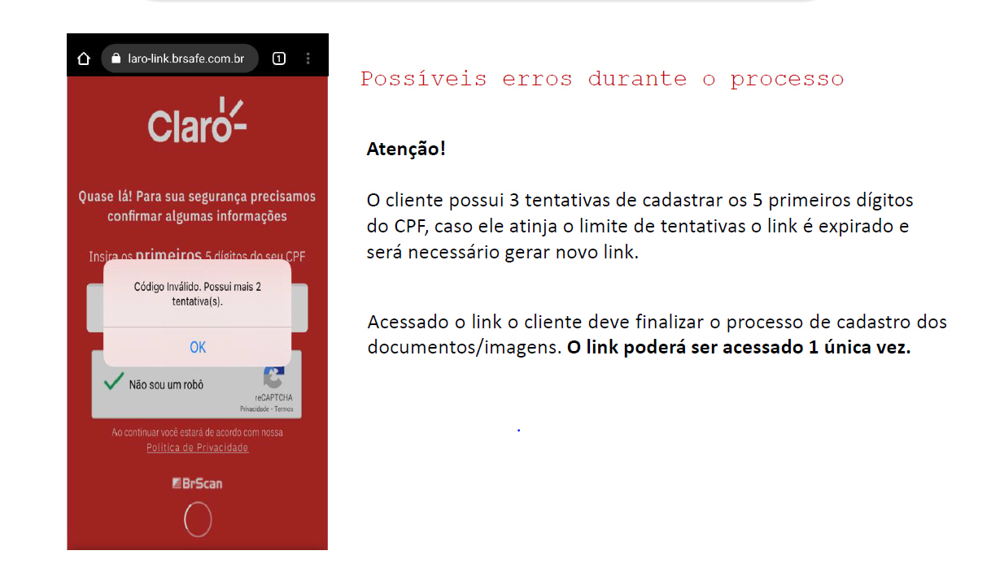 laro-link.brsafe.com.br
1
Claro
Quase lá! Para sua segurança precisamos
confirmar algumas informações
Insira os primeiros 5 dígitos do seu CPF
Código Inválido. Possui mais 2
tentativa(s).
OK
Não sou um robô
reCAPTCHA
Privacidade - Termos
Ao continuar você estará de acordo com nossa
Política de Privacidade
BrScan
Possíveis erros durante o processo
Atenção!
O cliente possui 3 tentativas de cadastrar os 5 primeiros dígitos
do CPF, caso ele atinja o limite de tentativas o link é expirado e
será necessário gerar novo link.
Acessado o link o cliente deve finalizar o processo de cadastro dos
documentos/imagens. O link poderá ser acessado 1 única vez.
.